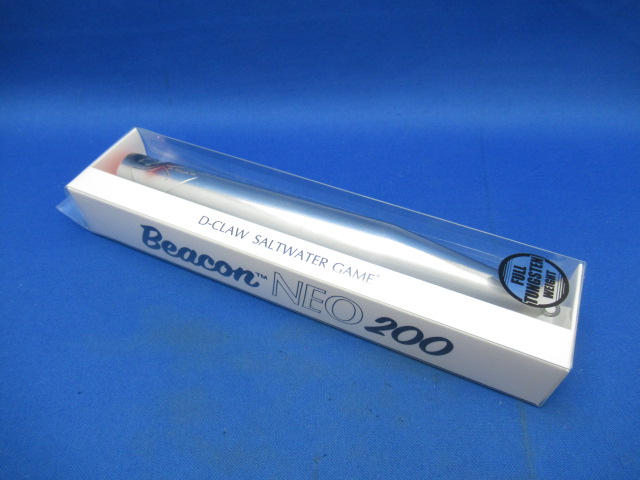 D-CLAW SALTWATER GAME®
Beacon™ NEO 200
FULL
TUNGSTEN
WEIGHT